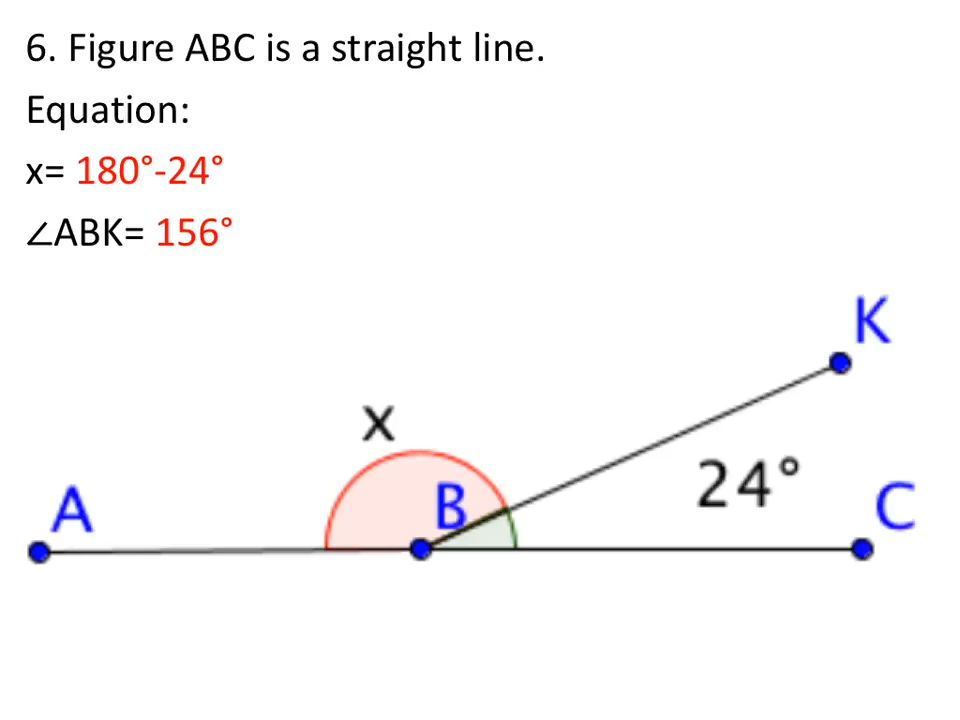 6. Figure ABC is a straight line.
Equation:
x= 180°-24°
∠ABK= 156°
K
x
24°
A
B
C